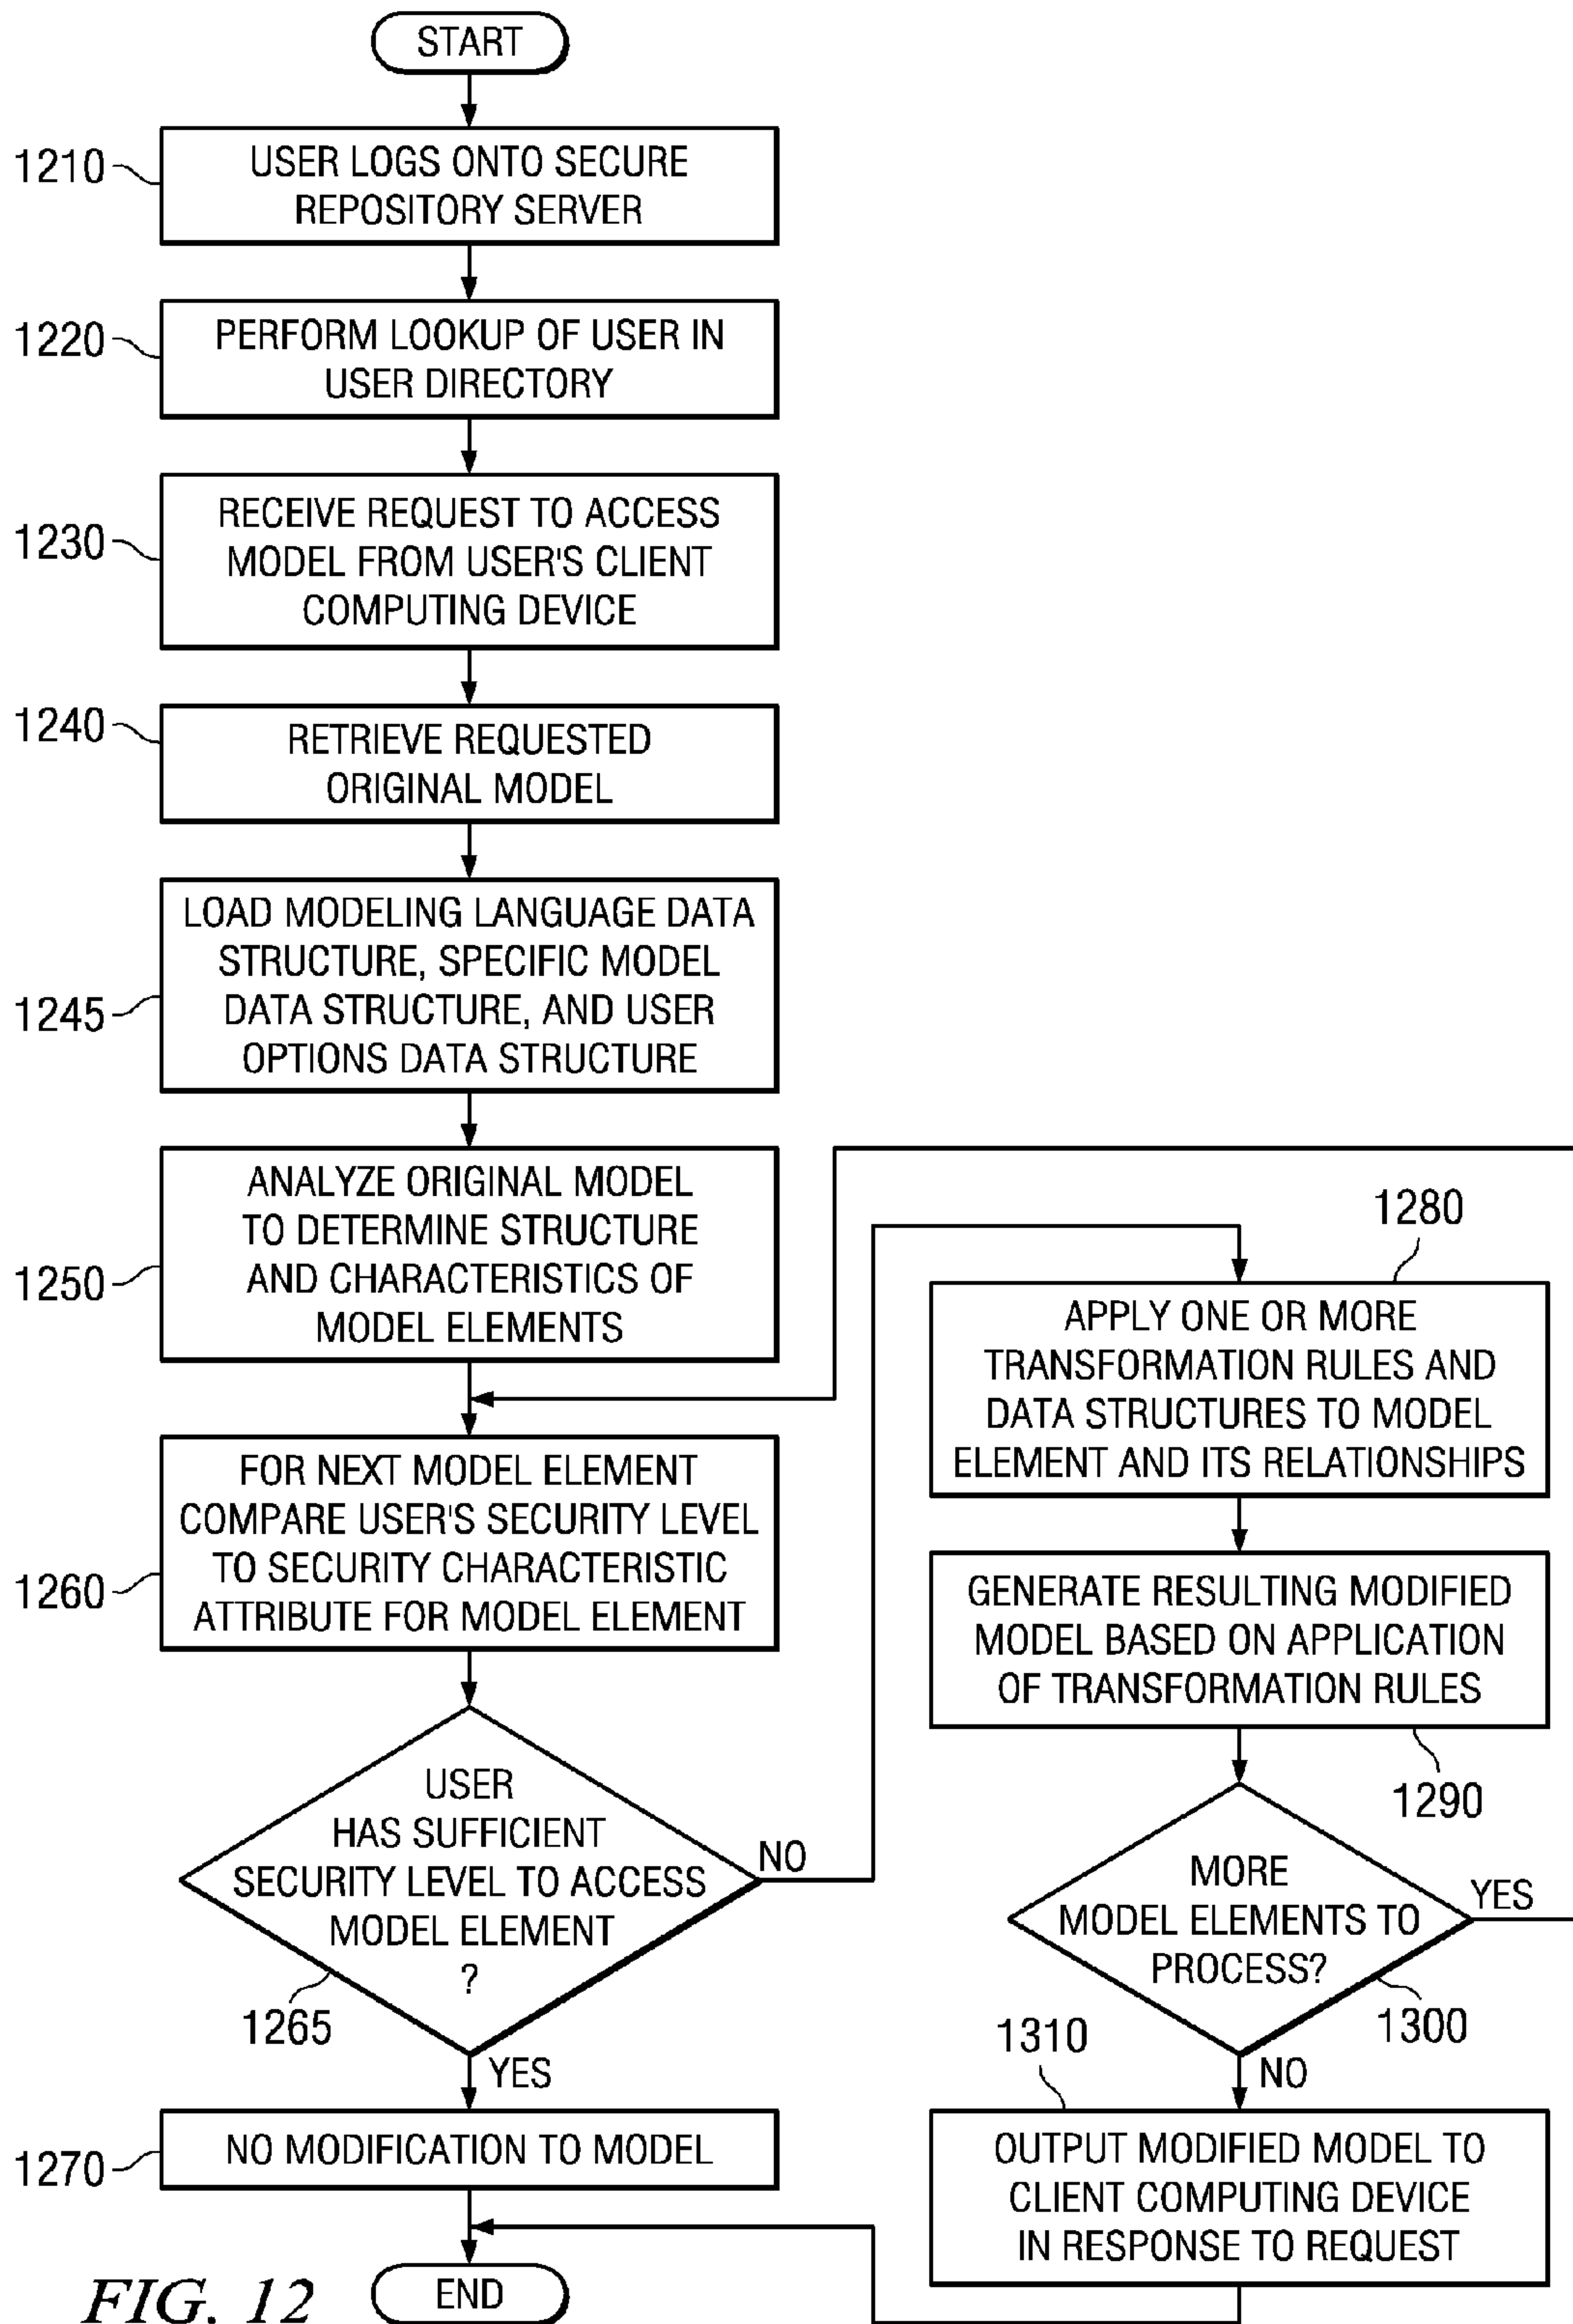 START
1210
USER LOGS ONTO SECURE
REPOSITORY SERVER
1220
PERFORM LOOKUP OF USER IN
USER DIRECTORY
1230
RECEIVE REQUEST TO ACCESS
MODEL FROM USER'S CLIENT
COMPUTING DEVICE
1240
RETRIEVE REQUESTED
ORIGINAL MODEL
1245
LOAD MODELING LANGUAGE DATA
STRUCTURE, SPECIFIC MODEL
DATA STRUCTURE, AND USER
OPTIONS DATA STRUCTURE
1250
ANALYZE ORIGINAL MODEL
TO DETERMINE STRUCTURE
AND CHARACTERISTICS OF
MODEL ELEMENTS
1260
FOR NEXT MODEL ELEMENT
COMPARE USER'S SECURITY LEVEL
TO SECURITY CHARACTERISTIC
ATTRIBUTE FOR MODEL ELEMENT
USER
HAS SUFFICIENT
SECURITY LEVEL TO ACCESS
MODEL ELEMENT
?
1265
NO
YES
1270
NO MODIFICATION TO MODEL
END
1280
APPLY ONE OR MORE
TRANSFORMATION RULES AND
DATA STRUCTURES TO MODEL
ELEMENT AND ITS RELATIONSHIPS
GENERATE RESULTING MODIFIED
MODEL BASED ON APPLICATION
OF TRANSFORMATION RULES
1290
MORE
MODEL ELEMENTS TO
PROCESS?
YES
1300
NO
1310
OUTPUT MODIFIED MODEL TO
CLIENT COMPUTING DEVICE
IN RESPONSE TO REQUEST
FIG. 12